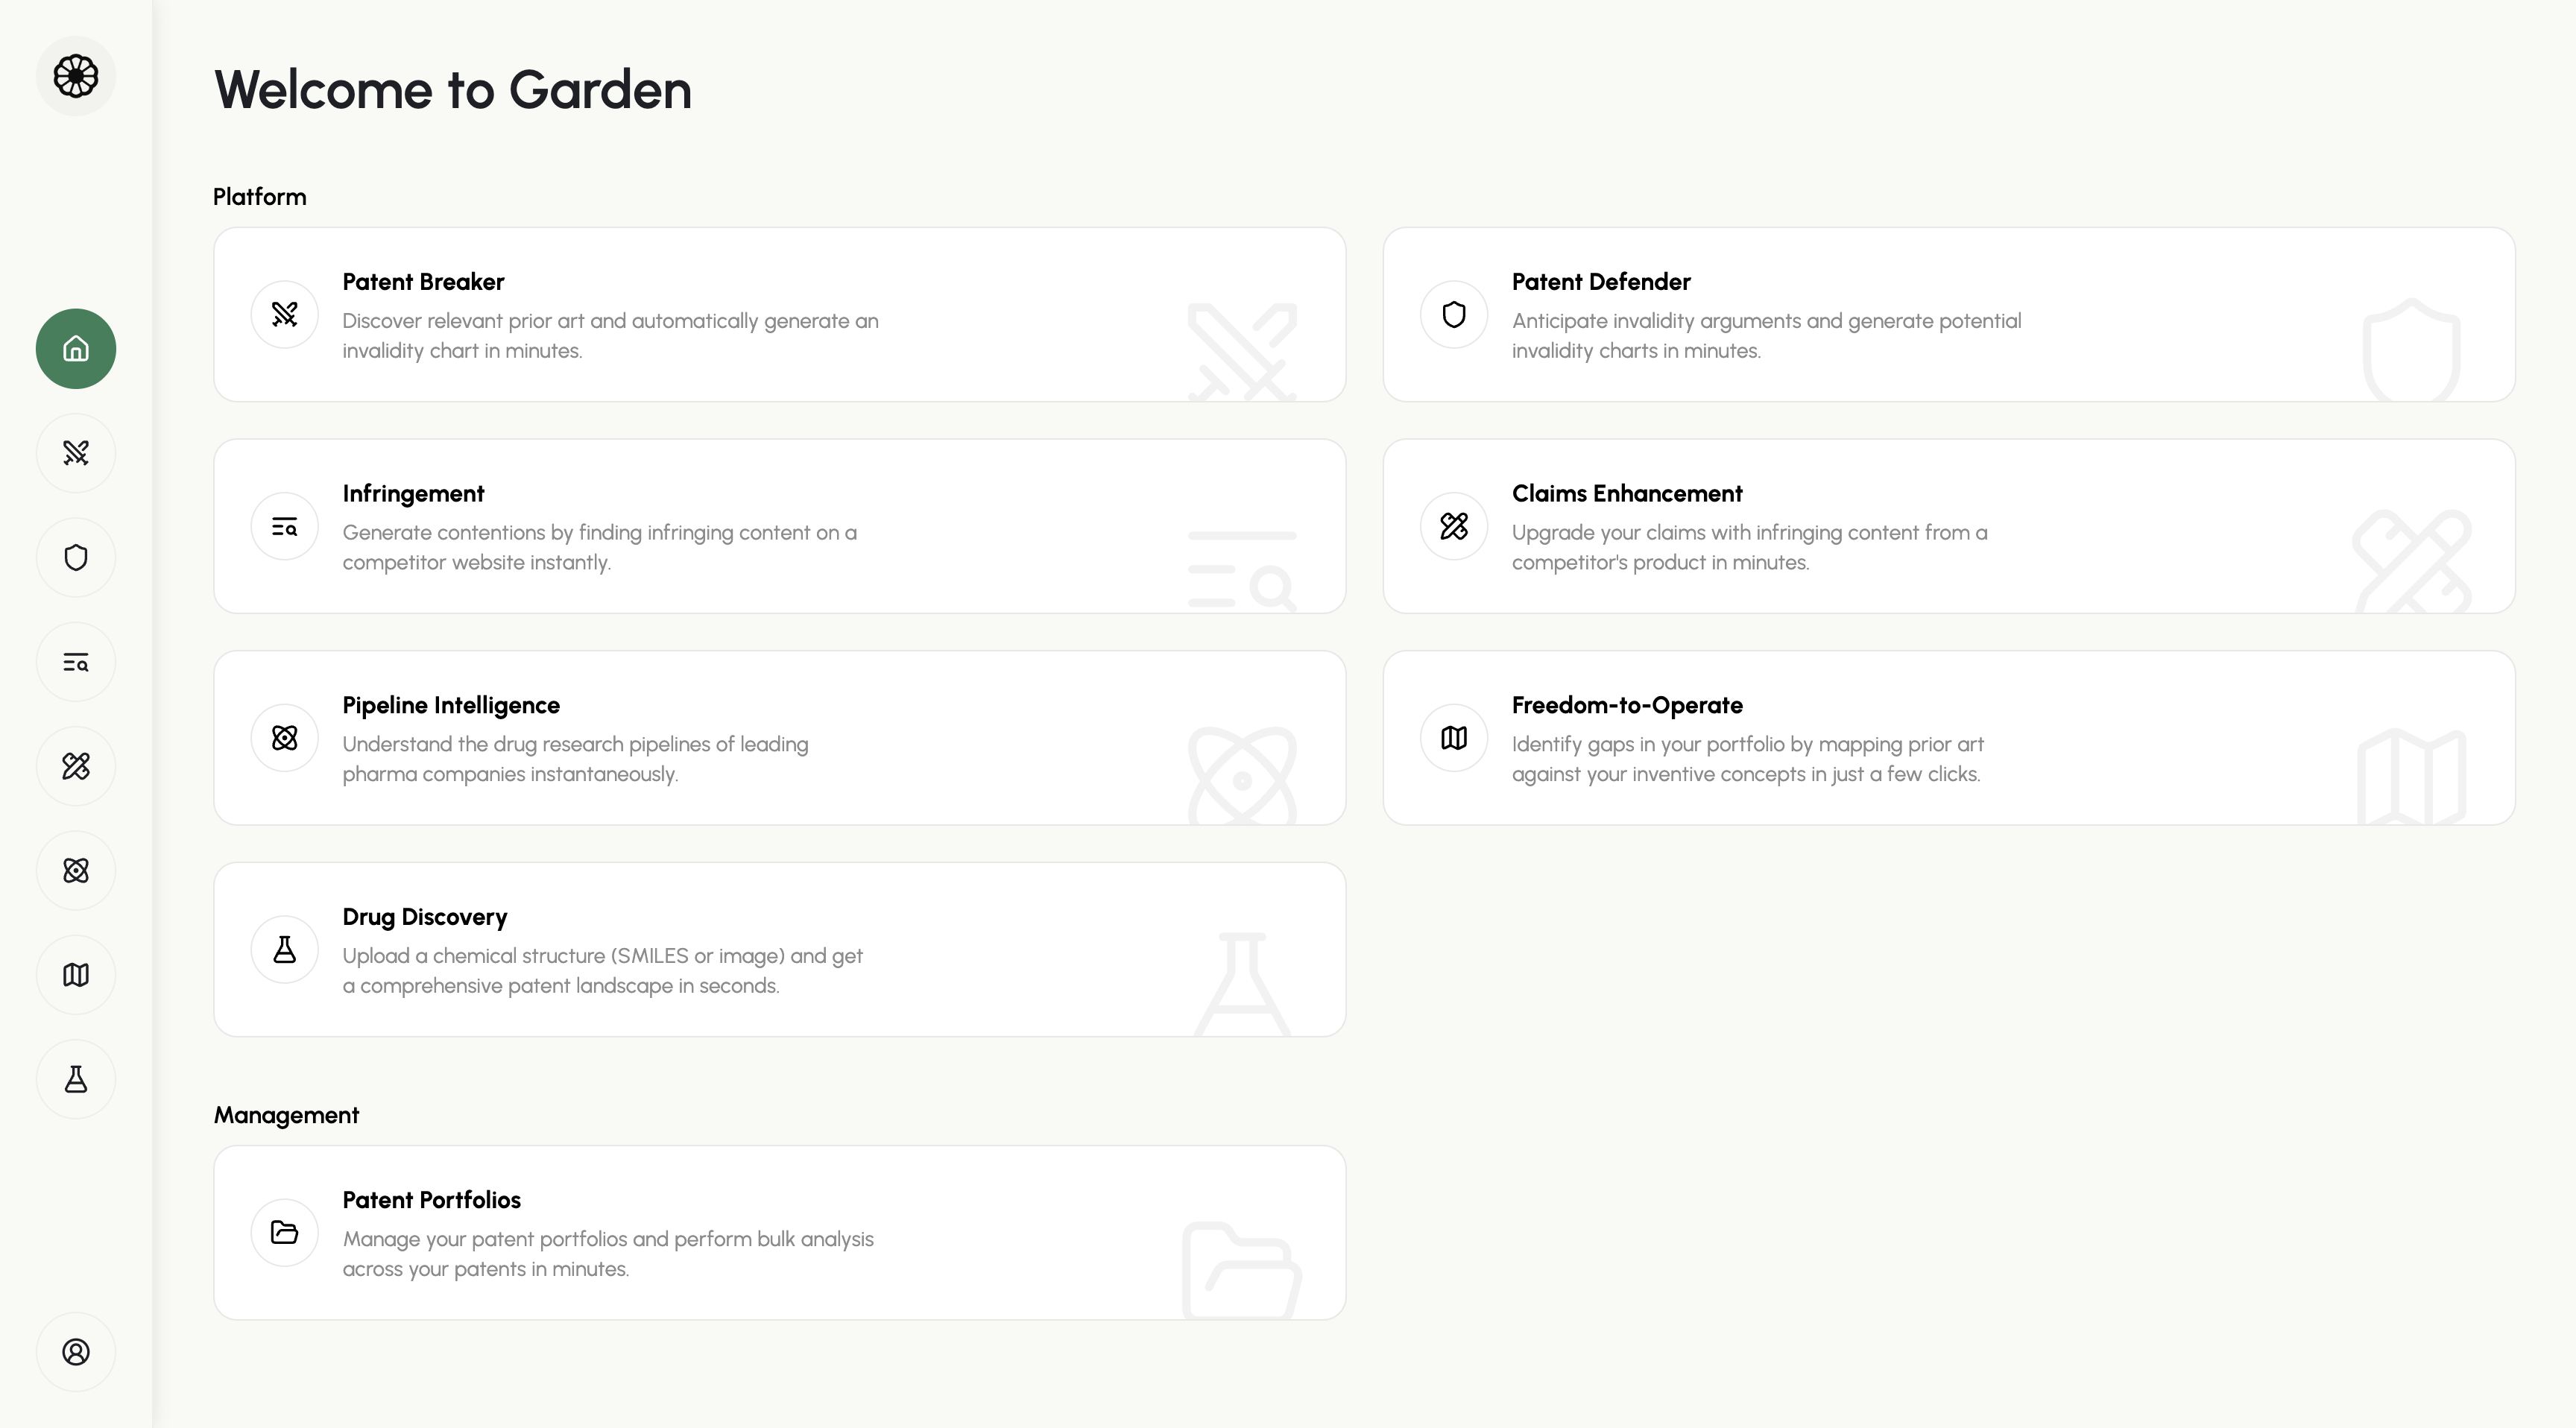 Welcome to Garden
Platform
Patent Breaker
Discover relevant prior art and automatically generate an
invalidity chart in minutes.
Patent Defender
Anticipate invalidity arguments and generate potential
invalidity charts in minutes.
Infringement
Generate contentions by finding infringing content on a
competitor website instantly.
Claims Enhancement
Upgrade your claims with infringing content from a
competitor's product in minutes.
Pipeline Intelligence
Understand the drug research pipelines of leading
pharma companies instantaneously.
Freedom-to-Operate
Identify gaps in your portfolio by mapping prior art
against your inventive concepts in just a few clicks.
Drug Discovery
Upload a chemical structure (SMILES or image) and get
a comprehensive patent landscape in seconds.
Management
Patent Portfolios
Manage your patent portfolios and perform bulk analysis
across your patents in minutes.